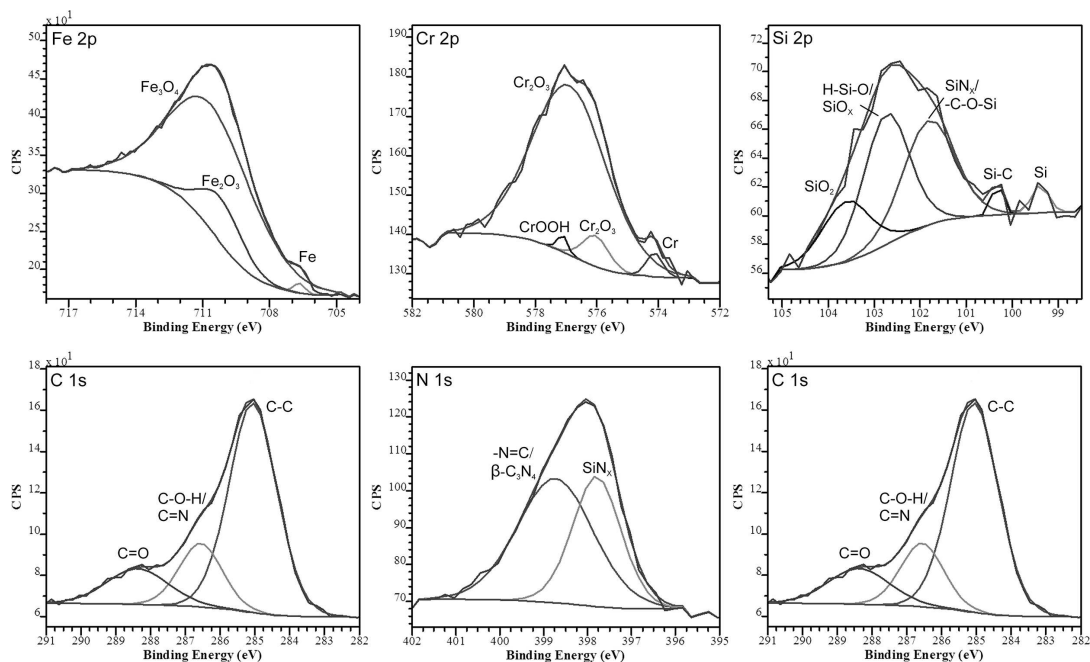 x 10¹
Fe 2p
Fe₃O₄
Fe₂O₃
Fe
50
40
30
20
CPS
717 714 711 708 704
Binding Energy (eV)
Cr 2p
Cr₂O₃
CrOOH
Cr₂O₃
Cr
190
180
170
160
150
140
130
CPS
582 580 578 576 574 572
Binding Energy (eV)
Si 2p
H-Si-O/
SiOₓ
SiNₓ/
-C-O-Si
SiO₂
Si-C
Si
72
70
68
66
64
62
60
58
56
CPS
105 104 103 102 101 100 99
Binding Energy (eV)
x 10¹
C 1s
C-C
C-O-H/
C=N
C=O
18
16
14
12
10
8
6
CPS
291 290 289 288 286 285 284 283 282
Binding Energy (eV)
N 1s
-N=C/
β-C₃N₄
SiNₓ
130
120
110
100
90
80
70
CPS
402 401 399 398 397 396 395
Binding Energy (eV)
x 10¹
C 1s
C-C
C-O-H/
C=N
C=O
18
16
14
12
10
8
6
CPS
291 290 289 288 286 285 284 283 282
Binding Energy (eV)